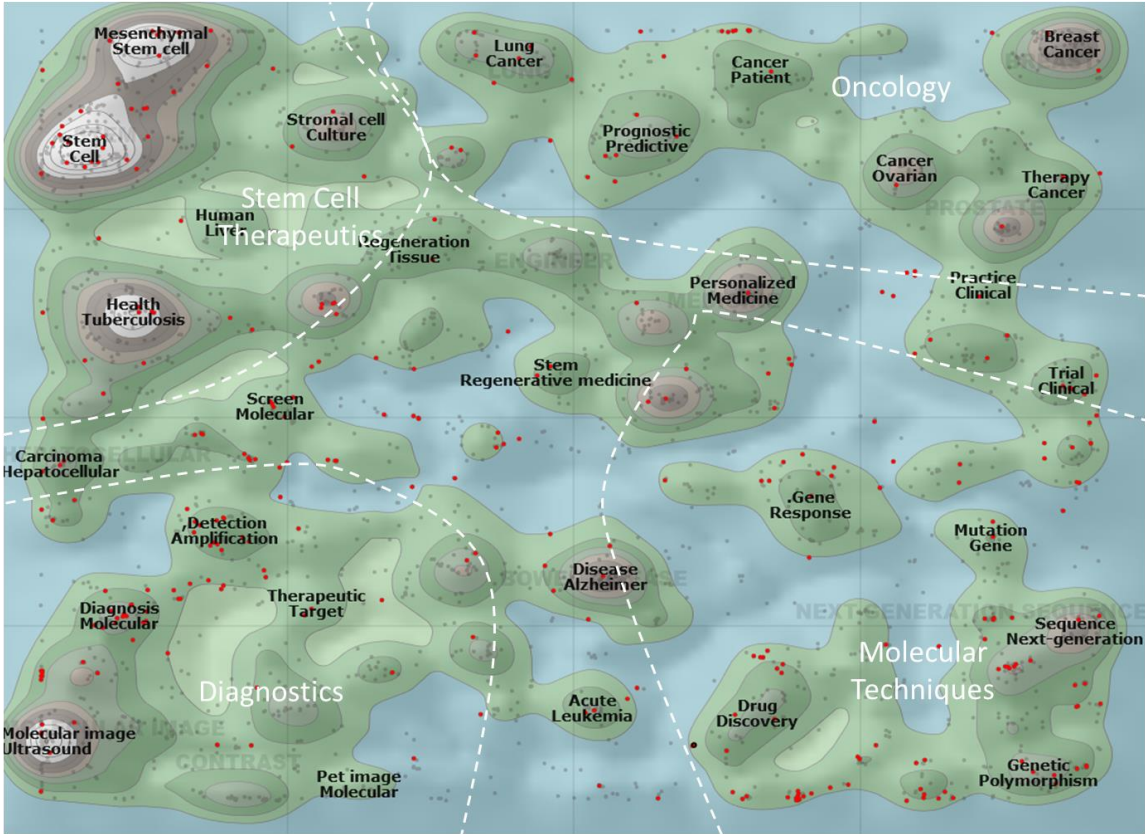 Mesenchymal
Stem cell
Lung
Cancer
LUNG
Cancer
Patient
Breast
Cancer
Oncology
Stem
Cell
Stromal cell
Culture
Prognostic
Predictive
Cancer
Ovarian
Therapy
Cancer
PROSTATE
Stem Cell
Therapeutics
Human
Liver
Regeneration
Tissue
ENGINEER
Personalized
Medicine
Practice
Clinical
Health
Tuberculosis
Stem
Regenerative medicine
Trial
Clinical
Screen
Molecular
Carcinoma
Hepatocellular
Gene
Response
Detection
Amplification
Mutation
Gene
Disease
Alzheimer
Therapeutic
Target
Diagnosis
Molecular
NEXT GENERATION SEQUENCE
Sequence
Next-generation
Molecular
Techniques
Diagnostics
Acute
Leukemia
Drug
Discovery
Molecular image
Ultrasound
IMAGE
CONTRAST
Pet image
Molecular
Genetic
Polymorphism